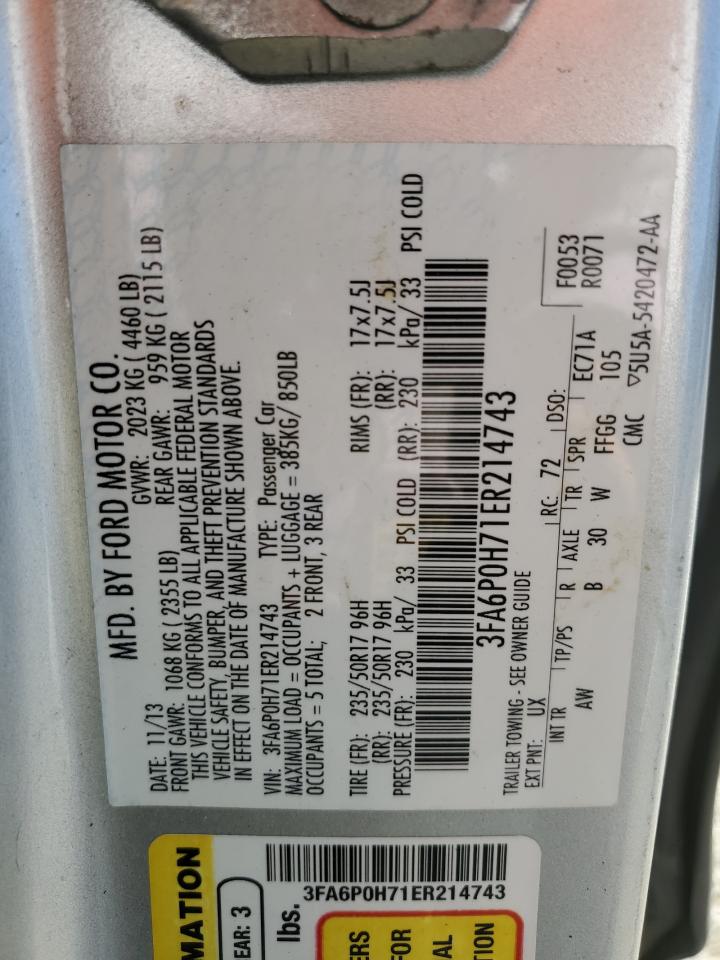 MFD. BY FORD MOTOR CO.
DATE: 11/13 GVWR: 2023 KG ( 4460 LB)
FRONT GAWR: 1068 KG ( 2355 LB) REAR GAWR: 959 KG ( 2115 LB)
THIS VEHICLE CONFORMS TO ALL APPLICABLE FEDERAL MOTOR
VEHICLE SAFETY, BUMPER, AND THEFT PREVENTION STANDARDS
IN EFFECT ON THE DATE OF MANUFACTURE SHOWN ABOVE.
VIN: 3FA6P0H71ER214743 TYPE: Passenger Car
MAXIMUM LOAD = OCCUPANTS + LUGGAGE = 385KG/ 850LB
OCCUPANTS = 5 TOTAL; 2 FRONT, 3 REAR
TIRE (FR): 235/50R17 96H RIMS (FR): 17x7.5J
(RR): 235/50R17 96H (RR): 17x7.5J
PRESSURE (FR): 230 kPa/ 33 PSI COLD (RR): 230 kPa/ 33 PSI COLD
3FA6P0H71ER214743
TRAILER TOWING - SEE OWNER GUIDE F0053
EXT PNT: UX RC: 72 DSO: R0071
INT TR TP/PS R AXLE TR SPR EC71A
AW B 30 W FFGG 105
CMC ▽5U5A-5420472-AA
MATION
EAR: 3
lbs.
3FA6P0H71ER214743
ERS
FOR
AL
TION